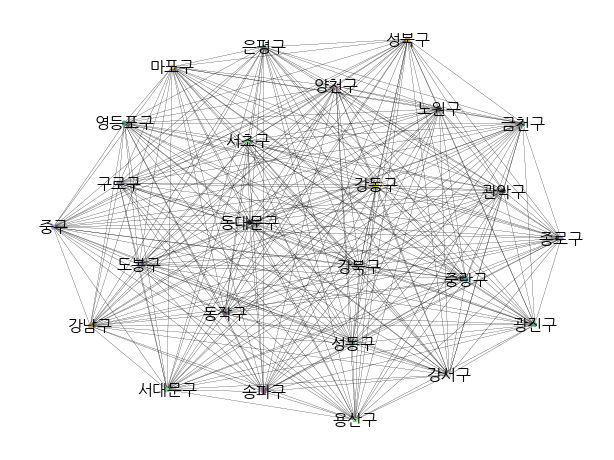 성북구
은평구
마포구
양천구
노원구
영등포구
금천구
서초구
구로구
강동구
관악구
동대문구
중구
종로구
도봉구
강북구
중랑구
동작구
강남구
광진구
성동구
강서구
서대문구
송파구
용산구